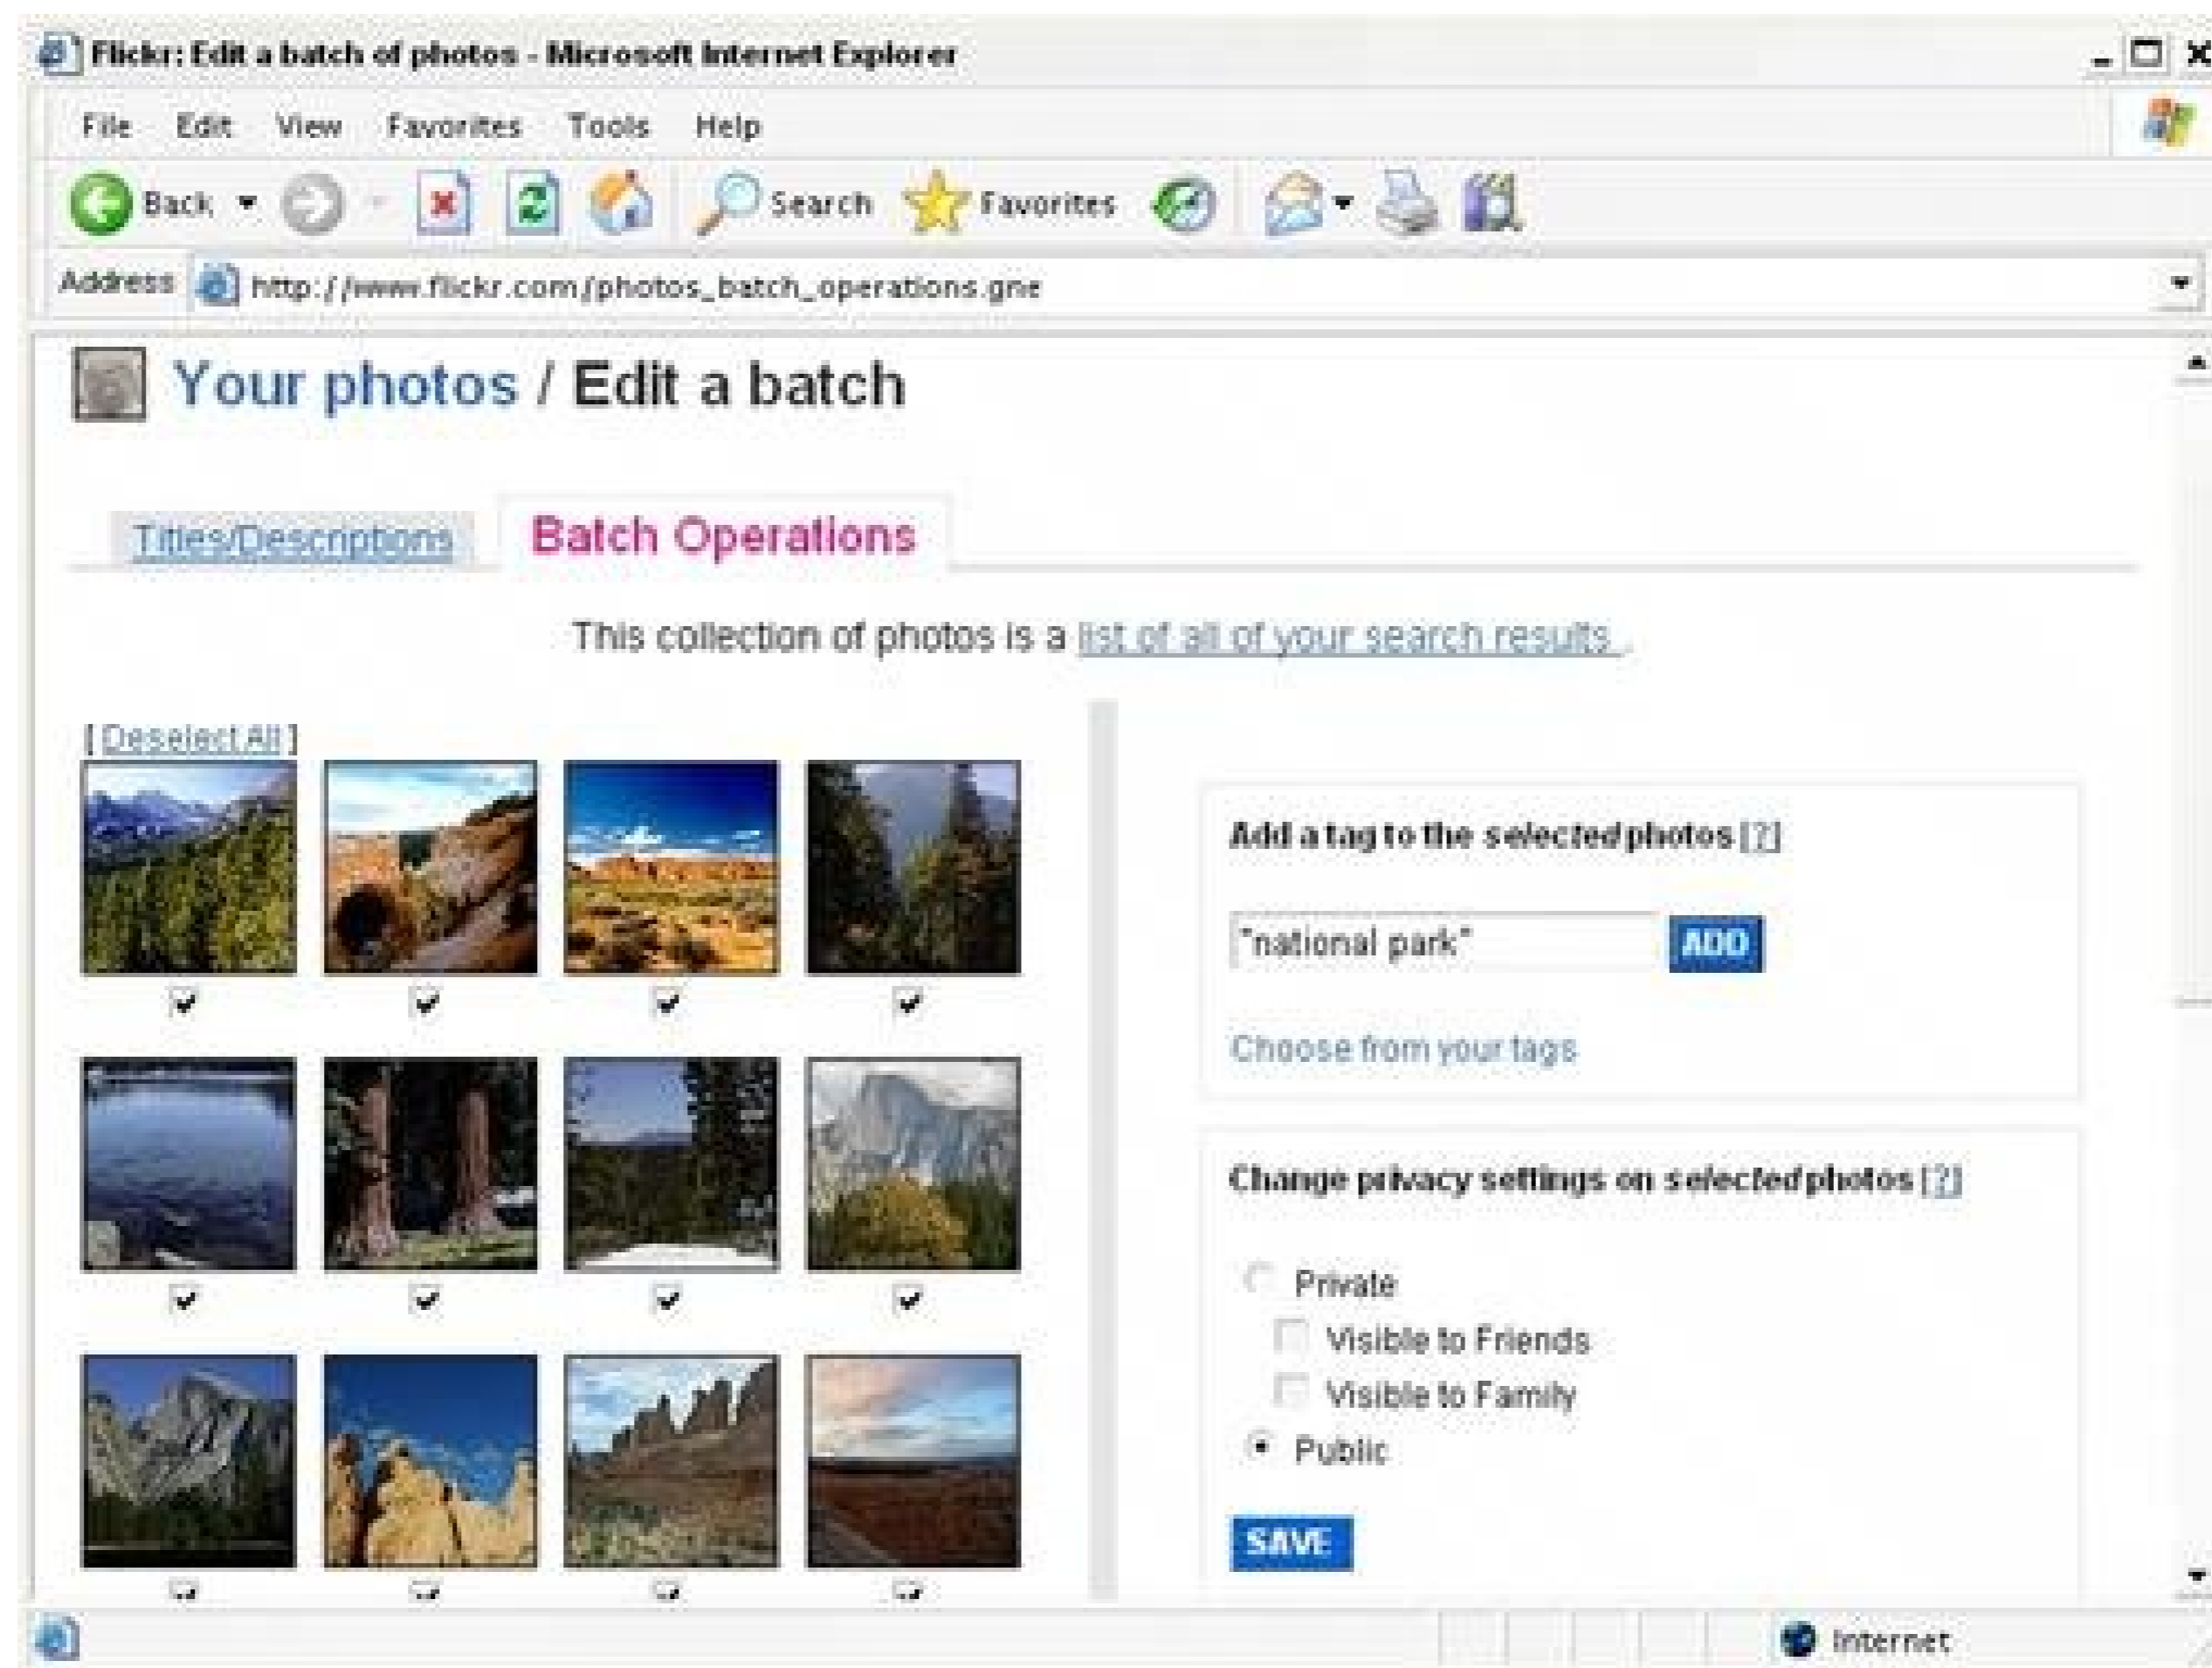 Flickr: Edit a batch of photos - Microsoft Internet Explorer
File Edit View Favorites Tools Help
Back Search Favorites
Address http://www.flickr.com/photos_batch_operations.gne
Your photos / Edit a batch
Titles/Descriptions Batch Operations
This collection of photos is a list of all of your search results .
[ Deselect All ]
Add a tag to the selected photos [?]
"national park" ADD
Choose from your tags
Change privacy settings on selected photos [?]
Private
Visible to Friends
Visible to Family
Public
SAVE
Internet